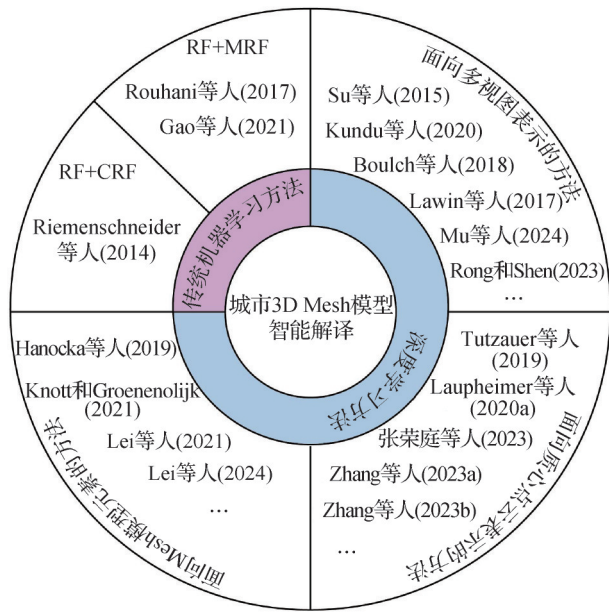 城市3D Mesh模型
智能解译
传统机器学习方法
深度学习方法
RF+MRF
Rouhani等人(2017)
Gao等人(2021)
RF+CRF
Riemenschneider
等人(2014)
面向多视图表示的方法
Su等人(2015)
Kundu等人(2020)
Boulch等人(2018)
Lawin等人(2017)
Mu等人(2024)
Rong和Shen(2023)
…
Tutzauer等人
(2019)
Laupheimer等人
(2020a)
张荣庭等人(2023)
Zhang等人(2023a)
Zhang等人(2023b)
…
面向质心点云表示的方法
Hanocka等人(2019)
Knott和Groenenolijk
(2021)
Lei等人(2021)
Lei等人(2024)
…
面向Mesh模型元素的方法